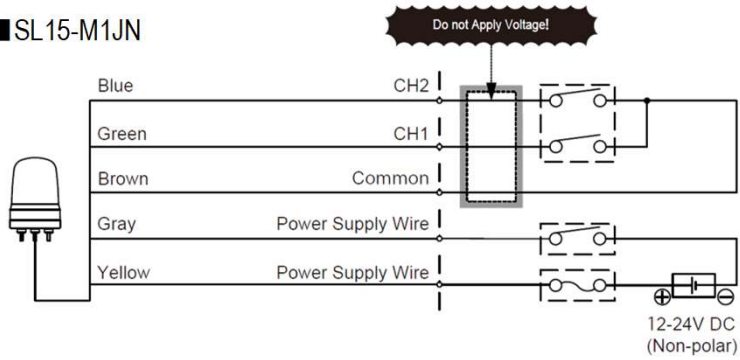 ■SL15-M1JN
Do not Apply Voltage!
Blue CH2
Green CH1
Brown Common
Gray Power Supply Wire
Yellow Power Supply Wire
⊕ ⊖
12-24V DC
(Non-polar)